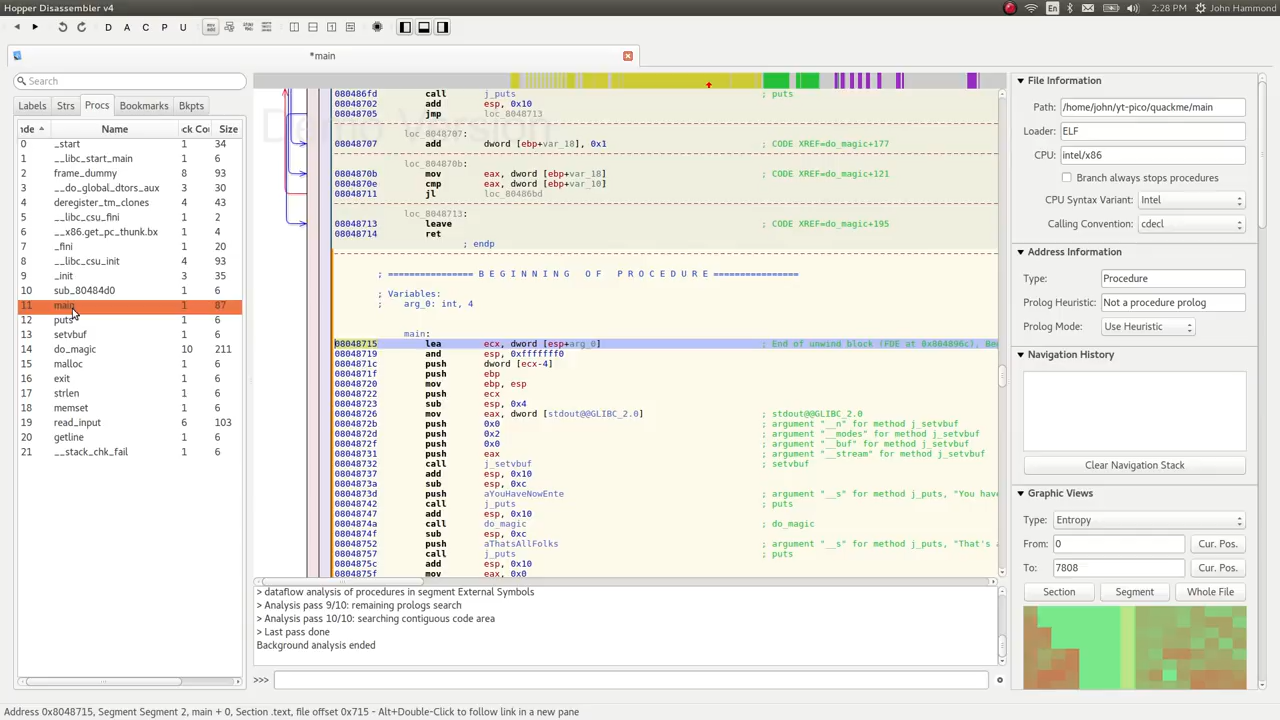 Hopper Disassembler v4
En
2:28 PM
John Hammond
D A C P U
*main
Search
Labels Strs Procs Bookmarks Bkpts
Name Size
0 _start 1 34
1 __libc_start_main 1 6
2 frame_dummy 8 93
3 __do_global_dtors_aux 3 30
4 deregister_tm_clones 4 43
5 __libc_csu_fini 1 2
6 __x86.get_pc_thunk.bx 1 4
7 _fini 1 20
8 __libc_csu_init 4 93
9 _init 3 35
10 sub_80484d0 1 6
11 main 1 87
12 puts 1 6
13 setvbuf 1 6
14 do_magic 10 211
15 malloc 1 6
16 exit 1 6
17 strlen 1 6
18 memset 1 6
19 read_input 6 103
20 getline 1 6
21 __stack_chk_fail 1 6
Demo Version
080486fd call j_puts ; puts
08048702 add esp, 0x10
08048705 jmp loc_8048713
loc_8048707:
08048707 add dword [ebp+var_18], 0x1 ; CODE XREF=do_magic+177
loc_804870b:
0804870b mov eax, dword [ebp+var_18] ; CODE XREF=do_magic+121
0804870e cmp eax, dword [ebp+var_10]
08048711 jl loc_80486bd
loc_8048713:
08048713 leave ; CODE XREF=do_magic+195
08048714 ret
; endp
; ================ B E G I N N I N G   O F   P R O C E D U R E ================
; Variables:
; arg_0: int, 4
main:
08048715 lea ecx, dword [esp+arg_0] ; End of unwind block (FDE at 0x804896c), Be
08048719 and esp, 0xfffffff0
0804871c push dword [ecx-4]
0804871f push ebp
08048720 mov ebp, esp
08048722 push ecx
08048723 sub esp, 0x4
08048726 mov eax, dword [stdout@@GLIBC_2.0] ; stdout@@GLIBC_2.0
0804872b push 0x0 ; argument "__n" for method j_setvbuf
0804872d push 0x2 ; argument "__modes" for method j_setvbuf
0804872f push 0x0 ; argument "__buf" for method j_setvbuf
08048731 push eax ; argument "__stream" for method j_setvbuf
08048732 call j_setvbuf ; setvbuf
08048737 add esp, 0x10
0804873a sub esp, 0xc
0804873d push aYouHaveNowEnte ; argument "__s" for method j_puts, "You have
08048742 call j_puts ; puts
08048747 add esp, 0x10
0804874a call do_magic ; do_magic
0804874f sub esp, 0xc
08048752 push aThatsAllFolks ; argument "__s" for method j_puts, "That's a
08048757 call j_puts ; puts
0804875c add esp, 0x10
0804875f mov eax, 0x0
> dataflow analysis of procedures in segment External Symbols
> Analysis pass 9/10: remaining prologs search
> Analysis pass 10/10: searching contiguous code area
> Last pass done
Background analysis ended
>>>
File Information
Path: /home/john/yt-pico/quackme/main
Loader: ELF
CPU: intel/x86
Branch always stops procedures
CPU Syntax Variant: Intel
Calling Convention: cdecl
Address Information
Type: Procedure
Prolog Heuristic: Not a procedure prolog
Prolog Mode: Use Heuristic
Navigation History
Clear Navigation Stack
Graphic Views
Type: Entropy
From: 0 Cur. Pos.
To: 7808 Cur. Pos.
Section Segment Whole File
Address 0x8048715, Segment Segment 2, main + 0, Section .text, file offset 0x715 - Alt+Double-Click to follow link in a new pane